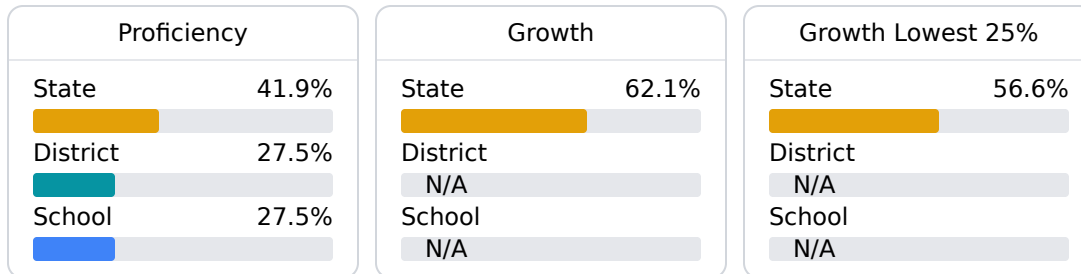 Proficiency
State 41.9%
District 27.5%
School 27.5%
Growth
State 62.1%
District
N/A
School
N/A
Growth Lowest 25%
State 56.6%
District
N/A
School
N/A